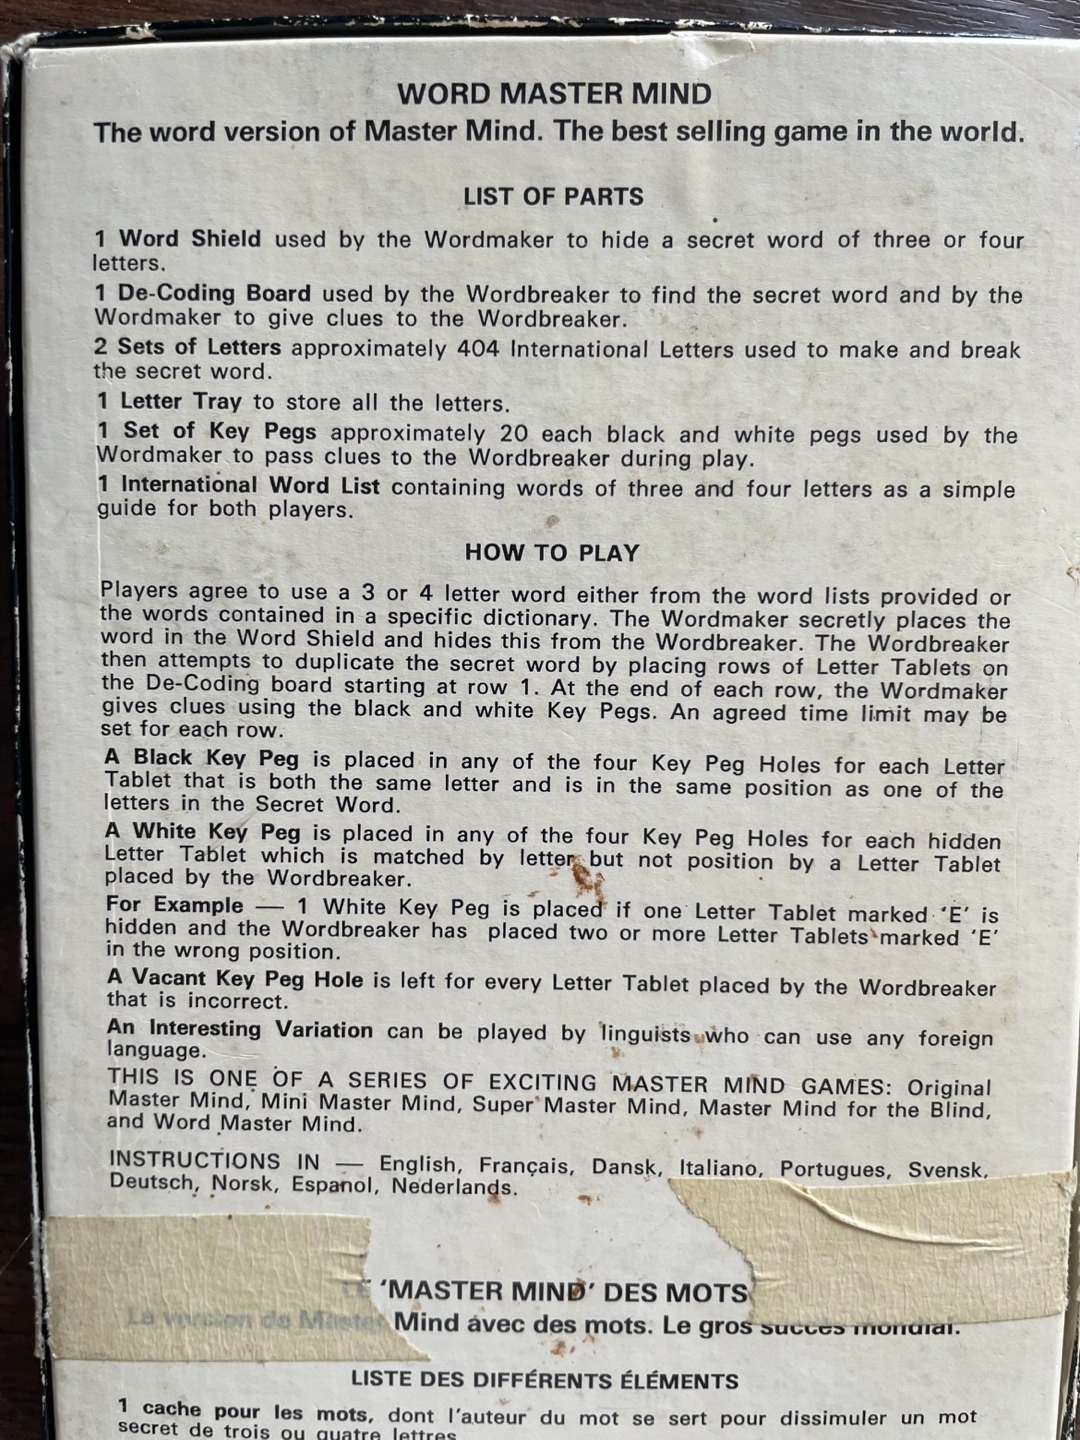 WORD MASTER MIND
The word version of Master Mind. The best selling game in the world.
LIST OF PARTS
1 Word Shield used by the Wordmaker to hide a secret word of three or four
letters.
1 De-Coding Board used by the Wordbreaker to find the secret word and by the
Wordmaker to give clues to the Wordbreaker.
2 Sets of Letters approximately 404 International Letters used to make and break
the secret word.
1 Letter Tray to store all the letters.
1 Set of Key Pegs approximately 20 each black and white pegs used by the
Wordmaker to pass clues to the Wordbreaker during play.
1 International Word List containing words of three and four letters as a simple
guide for both players.
HOW TO PLAY
Players agree to use a 3 or 4 letter word either from the word lists provided or
the words contained in a specific dictionary. The Wordmaker secretly places the
word in the Word Shield and hides this from the Wordbreaker. The Wordbreaker
then attempts to duplicate the secret word by placing rows of Letter Tablets on
the De-Coding board starting at row 1. At the end of each row, the Wordmaker
gives clues using the black and white Key Pegs. An agreed time limit may be
set for each row.
A Black Key Peg is placed in any of the four Key Peg Holes for each Letter
Tablet that is both the same letter and is in the same position as one of the
letters in the Secret Word.
A White Key Peg is placed in any of the four Key Peg Holes for each hidden
Letter Tablet which is matched by letter but not position by a Letter Tablet
placed by the Wordbreaker.
For Example — 1 White Key Peg is placed if one Letter Tablet marked 'E' is
hidden and the Wordbreaker has placed two or more Letter Tablets marked 'E'
in the wrong position.
A Vacant Key Peg Hole is left for every Letter Tablet placed by the Wordbreaker
that is incorrect.
An Interesting Variation can be played by linguists who can use any foreign
language.
THIS IS ONE OF A SERIES OF EXCITING MASTER MIND GAMES: Original
Master Mind, Mini Master Mind, Super Master Mind, Master Mind for the Blind,
and Word Master Mind.
INSTRUCTIONS IN — English, Français, Dansk, Italiano, Portugues, Svensk,
Deutsch, Norsk, Espanol, Nederlands.
LE 'MASTER MIND' DES MOTS
La version de Master Mind avec des mots. Le gros succès mondial.
LISTE DES DIFFÉRENTS ÉLÉMENTS
1 cache pour les mots, dont l'auteur du mot se sert pour dissimuler un mot
secret de trois ou quatre lettres